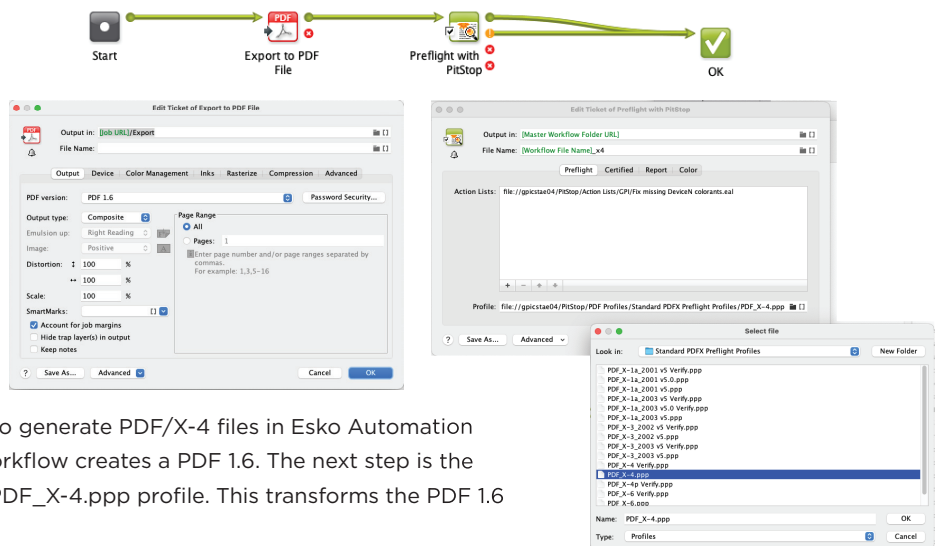 PDF
Start
Export to PDF
File
Preflight with
PitStop
OK
Edit Ticket of Export to PDF File
PDF
Output in: [Job URL]/Export
File Name:
Output Device Color Management Inks Rasterize Compression Advanced
PDF version: PDF 1.6 Password Security...
Output type: Composite
Emulsion up: Right Reading
Image: Positive
Distortion: 100 %
100 %
Scale: 100 %
SmartMarks:
Account for job margins
Hide trap layer(s) in output
Keep notes
Page Range
All
Pages: 1
Enter page number and/or page ranges separated by
commas.
For example: 1,3,5-16
? Save As... Advanced Cancel OK
Edit Ticket of Preflight with PitStop
Output in: [Master Workflow Folder URL]
File Name: [Workflow File Name]_x4
Preflight Certified Report Color
Action Lists: file://gpicstae04/PitStop/Action Lists/GPI/Fix missing DeviceN colorants.eal
Profile: file://gpicstae04/PitStop/PDF Profiles/Standard PDFX Preflight Profiles/PDF_X-4.ppp
? Save As... Advanced
Select file
Look in: Standard PDFX Preflight Profiles New Folder
PDF_X-1a_2001 v5 Verify.ppp
PDF_X-1a_2001 v5.0.ppp
PDF_X-1a_2001 v5.ppp
PDF_X-1a_2003 v5 Verify.ppp
PDF_X-1a_2003 v5.0 Verify.ppp
PDF_X-1a_2003 v5.ppp
PDF_X-3_2002 v5 Verify.ppp
PDF_X-3_2002 v5.ppp
PDF_X-3_2003 v5 Verify.ppp
PDF_X-3_2003 v5.ppp
PDF_X-4 Verify.ppp
PDF_X-4.ppp
PDF_X-4p Verify.ppp
PDF_X-6 Verify.ppp
PDF_X-6.ppp
Name: PDF_X-4.ppp OK
Type: Profiles Cancel
o generate PDF/X-4 files in Esko Automation
orkflow creates a PDF 1.6. The next step is the
PDF_X-4.ppp profile. This transforms the PDF 1.6